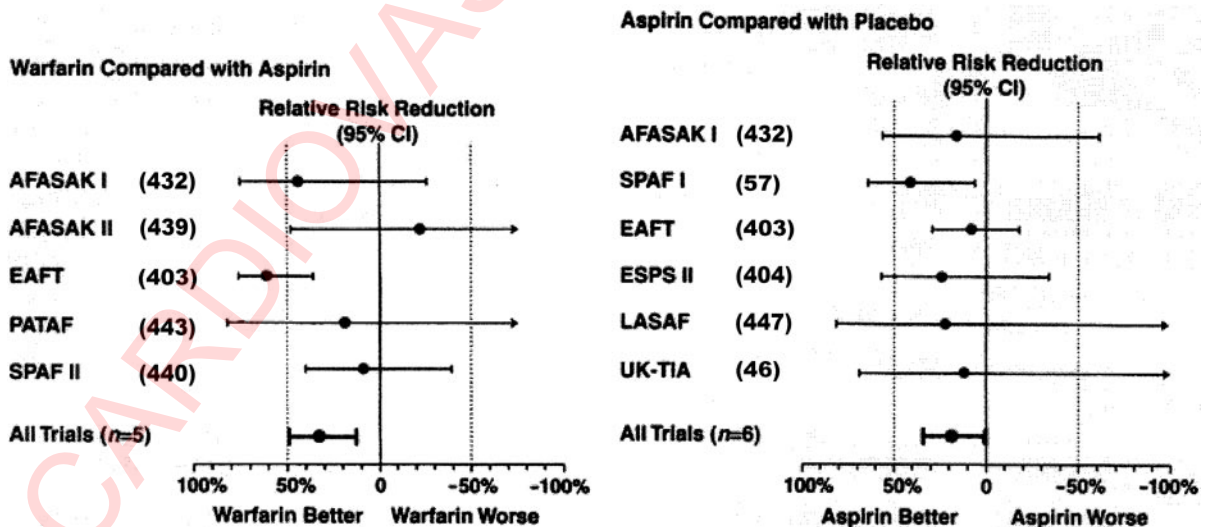 Warfarin Compared with Aspirin
Relative Risk Reduction
(95% CI)
AFASAK I (432)
AFASAK II (439)
EAFT (403)
PATAF (443)
SPAF II (440)
All Trials (n=5)
100% 50% 0 -50% -100%
Warfarin Better Warfarin Worse
Aspirin Compared with Placebo
Relative Risk Reduction
(95% CI)
AFASAK I (432)
SPAF I (57)
EAFT (403)
ESPS II (404)
LASAF (447)
UK-TIA (46)
All Trials (n=6)
100% 50% 0 -50% -100%
Aspirin Better Aspirin Worse
CARDIOVAS